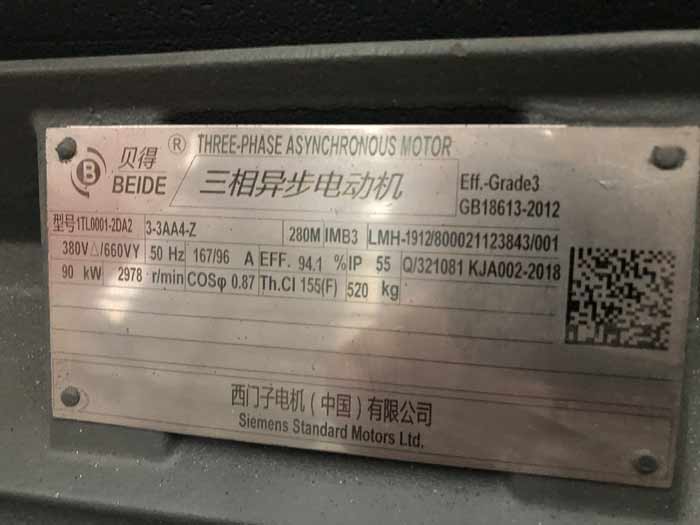 贝得 ® THREE-PHASE ASYNCHRONOUS MOTOR
B BEIDE 三相异步电动机 Eff.-Grade3
GB18613-2012
型号1TL0001-2DA2 3-3AA4-Z 280M IMB3 LMH-1912/800021123843/001
380V△/660VY 50 Hz 167/96 A EFF. 94.1 % IP 55 Q/321081 KJA002-2018
90 kW 2978 r/min COSφ 0.87 Th.Cl 155(F) 520 kg
西门子电机(中国)有限公司
Siemens Standard Motors Ltd.